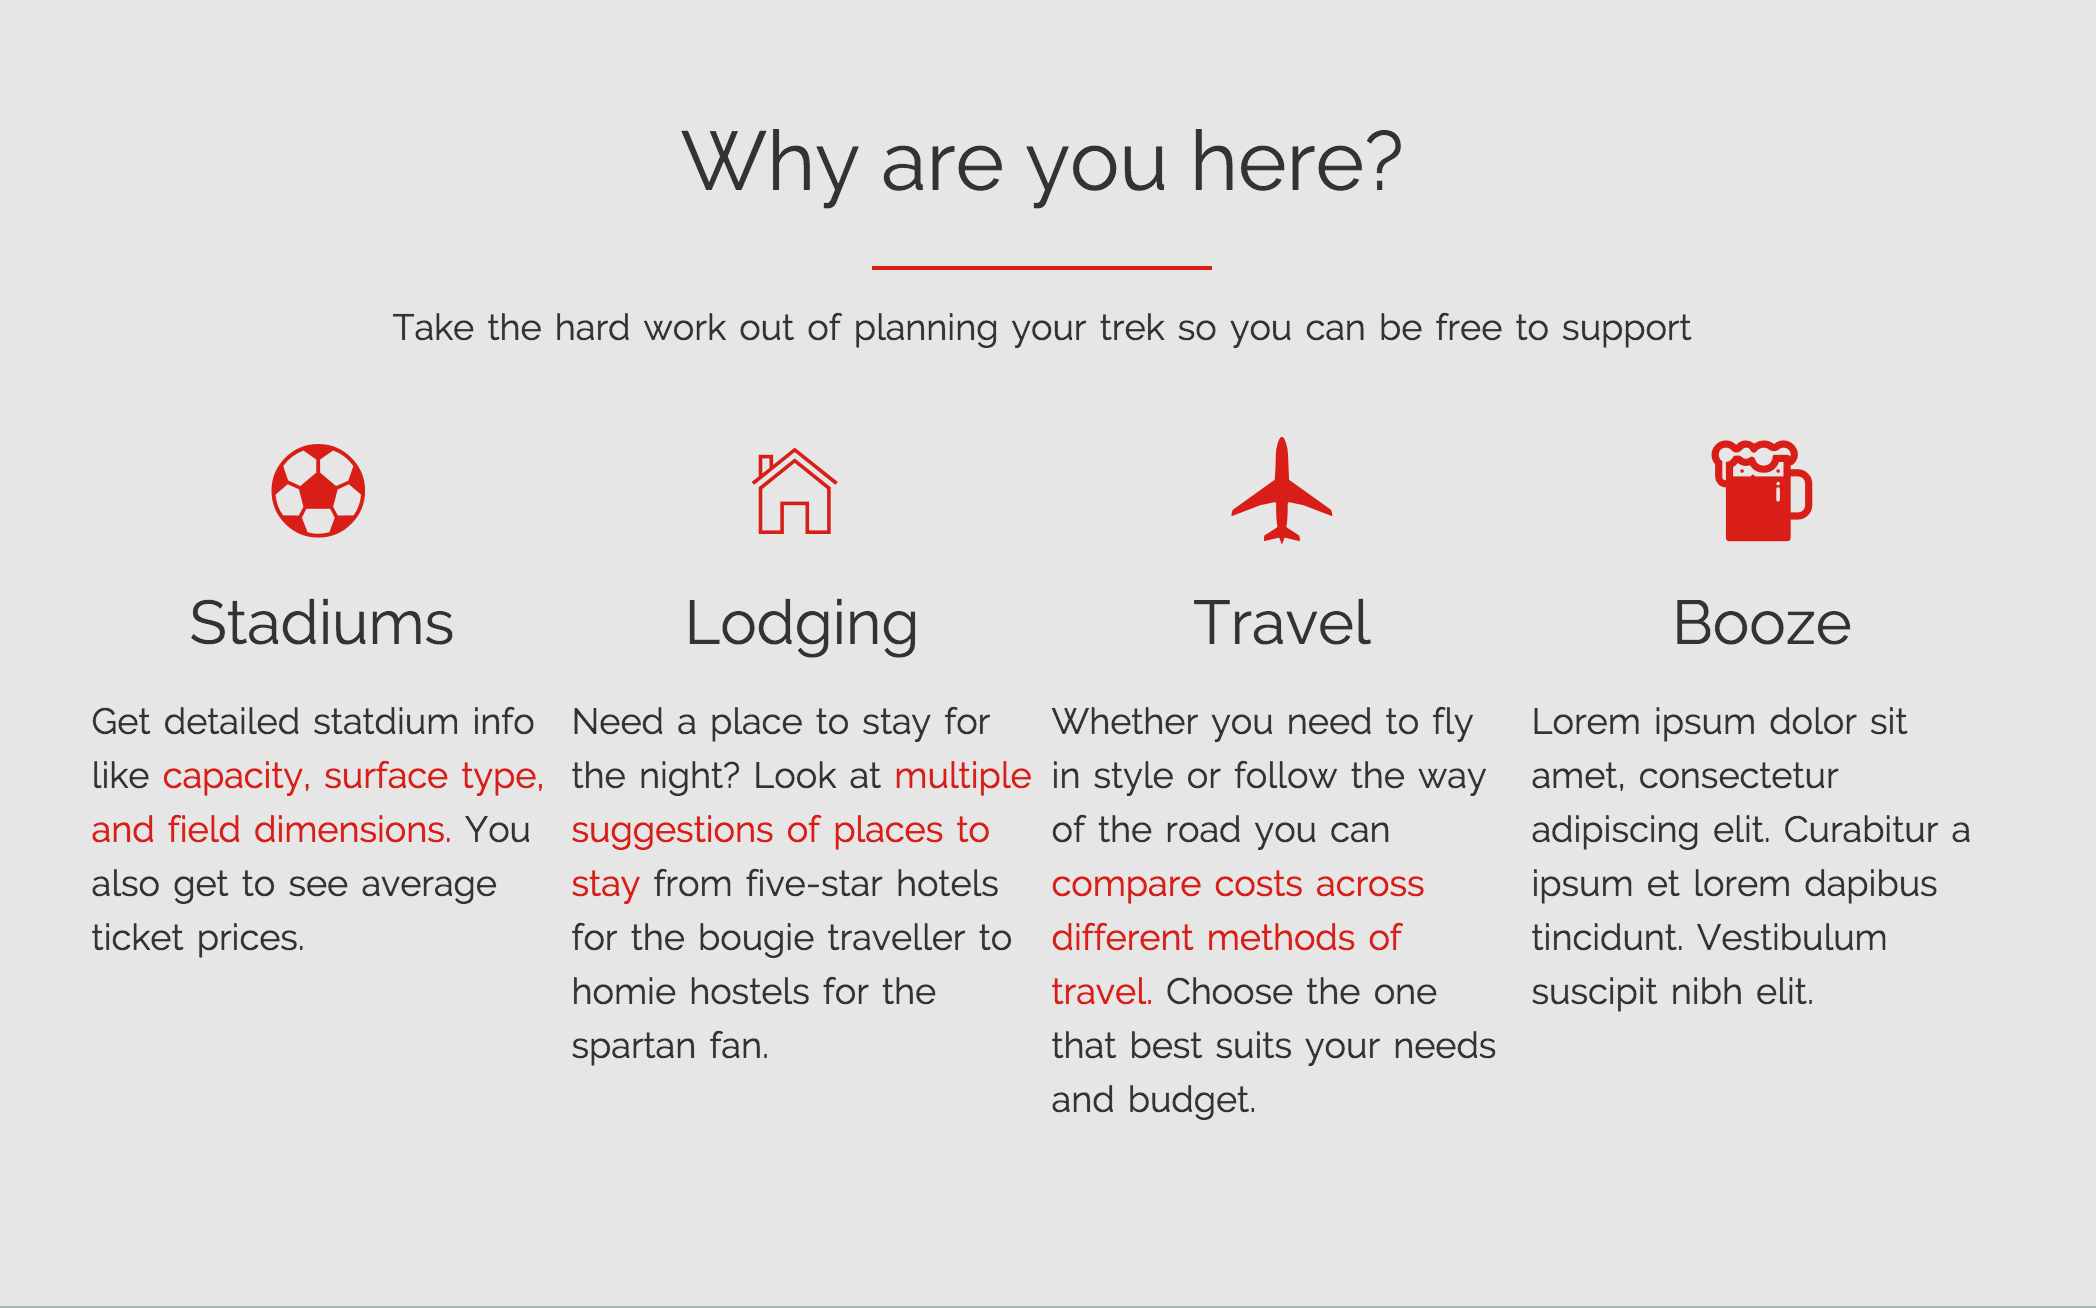 Why are you here?
Take the hard work out of planning your trek so you can be free to support
Stadiums
Get detailed statdium info
like capacity, surface type,
and field dimensions. You
also get to see average
ticket prices.
Lodging
Need a place to stay for
the night? Look at multiple
suggestions of places to
stay from five-star hotels
for the bougie traveller to
homie hostels for the
spartan fan.
Travel
Whether you need to fly
in style or follow the way
of the road you can
compare costs across
different methods of
travel. Choose the one
that best suits your needs
and budget.
Booze
Lorem ipsum dolor sit
amet, consectetur
adipiscing elit. Curabitur a
ipsum et lorem dapibus
tincidunt. Vestibulum
suscipit nibh elit.